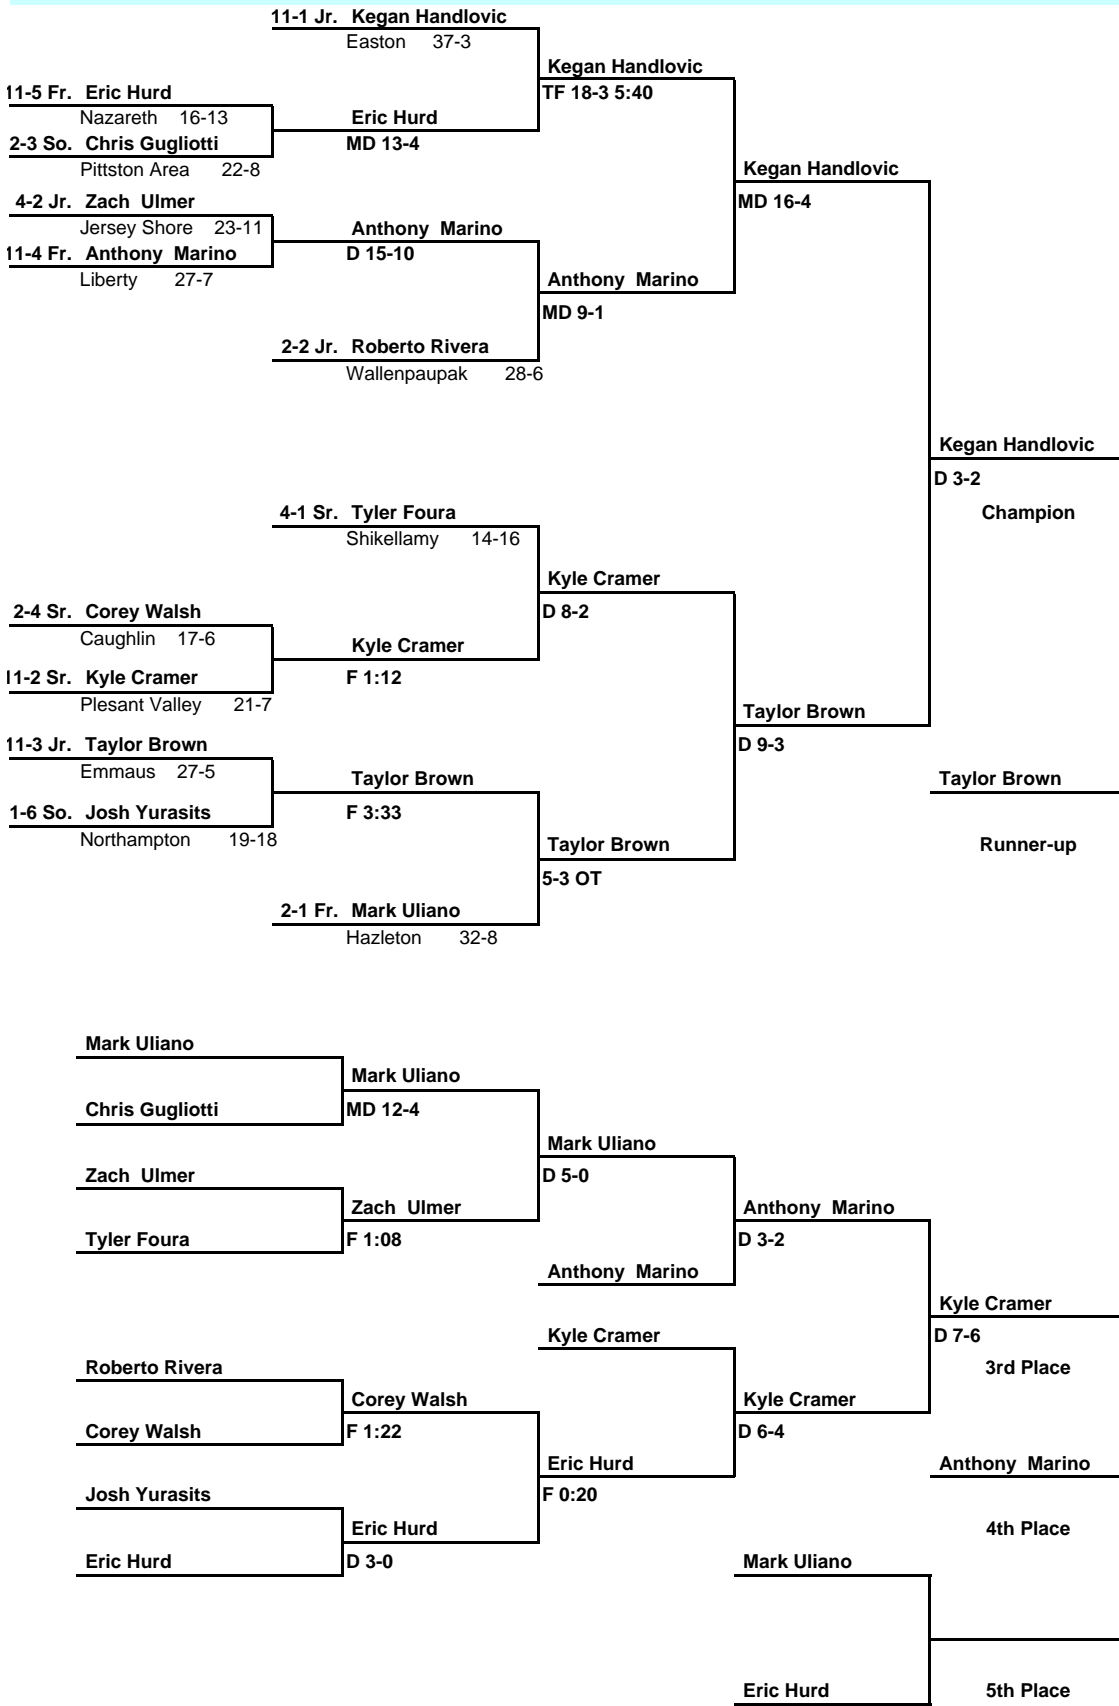 11-1 Jr. Kegan Handlovic
Easton 37-3
Kegan Handlovic
11-5 Fr. Eric Hurd
TF 18-3 5:40
Nazareth 16-13
Eric Hurd
2-3 So. Chris Gugliotti
MD 13-4
Pittston Area 22-8
Kegan Handlovic
4-2 Jr. Zach Ulmer
MD 16-4
Jersey Shore 23-11
Anthony Marino
11-4 Fr. Anthony Marino
D 15-10
Liberty 27-7
Anthony Marino
MD 9-1
2-2 Jr. Roberto Rivera
Wallenpaupak 28-6
Kegan Handlovic
D 3-2
4-1 Sr. Tyler Foura
Champion
Shikellamy 14-16
Kyle Cramer
2-4 Sr. Corey Walsh
D 8-2
Caughlin 17-6
Kyle Cramer
11-2 Sr. Kyle Cramer
F 1:12
Plesant Valley 21-7
Taylor Brown
11-3 Jr. Taylor Brown
D 9-3
Emmaus 27-5
Taylor Brown
Taylor Brown
1-6 So. Josh Yurasits
F 3:33
Northampton 19-18
Taylor Brown
Runner-up
5-3 OT
2-1 Fr. Mark Uliano
Hazleton 32-8
Mark Uliano
Mark Uliano
Chris Gugliotti
MD 12-4
Mark Uliano
Zach Ulmer
D 5-0
Zach Ulmer
Anthony Marino
Tyler Foura
F 1:08
D 3-2
Anthony Marino
Kyle Cramer
Kyle Cramer
D 7-6
Roberto Rivera
3rd Place
Corey Walsh
Kyle Cramer
Corey Walsh
F 1:22
D 6-4
Eric Hurd
Anthony Marino
Josh Yurasits
F 0:20
Eric Hurd
4th Place
Eric Hurd
D 3-0
Mark Uliano
Eric Hurd
5th Place